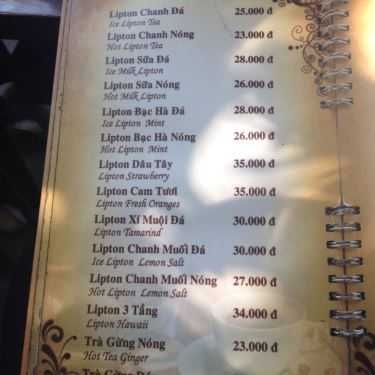 Lipton Chanh Đá 25.000 đ
Ice Lipton Tea
Lipton Chanh Nóng 23.000 đ
Hot Lipton Tea
Lipton Sữa Đá 28.000 đ
Ice Milk Lipton
Lipton Sữa Nóng 26.000 đ
Hot Milk Lipton
Lipton Bạc Hà Đá 28.000 đ
Ice Lipton Mint
Lipton Bạc Hà Nóng 26.000 đ
Hot Lipton Mint
Lipton Dâu Tây 35.000 đ
Lipton Strawberry
Lipton Cam Tươi 35.000 đ
Lipton Fresh Oranges
Lipton Xí Muội Đá 30.000 đ
Lipton Tamarind
Lipton Chanh Muối Đá 30.000 đ
Ice Lipton Lemon Salt
Lipton Chanh Muối Nóng 27.000 đ
Hot Lipton Lemon Salt
Lipton 3 Tầng 34.000 đ
Lipton Hawaii
Trà Gừng Nóng 23.000 đ
Hot Tea Ginger
Trà Gừng Đá